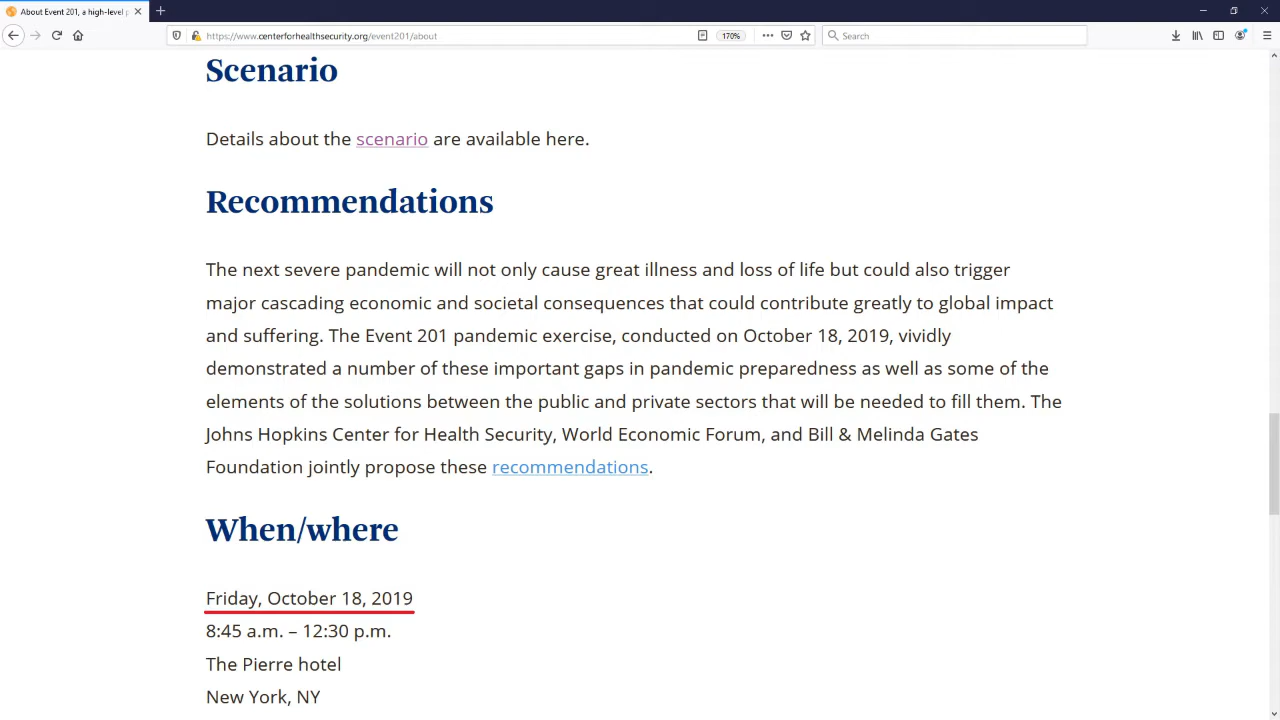 About Event 201, a high-level p
https://www.centerforhealthsecurity.org/event201/about
170%
Search
Scenario
Details about the scenario are available here.
Recommendations
The next severe pandemic will not only cause great illness and loss of life but could also trigger
major cascading economic and societal consequences that could contribute greatly to global impact
and suffering. The Event 201 pandemic exercise, conducted on October 18, 2019, vividly
demonstrated a number of these important gaps in pandemic preparedness as well as some of the
elements of the solutions between the public and private sectors that will be needed to fill them. The
Johns Hopkins Center for Health Security, World Economic Forum, and Bill & Melinda Gates
Foundation jointly propose these recommendations.
When/where
Friday, October 18, 2019
8:45 a.m. – 12:30 p.m.
The Pierre hotel
New York, NY